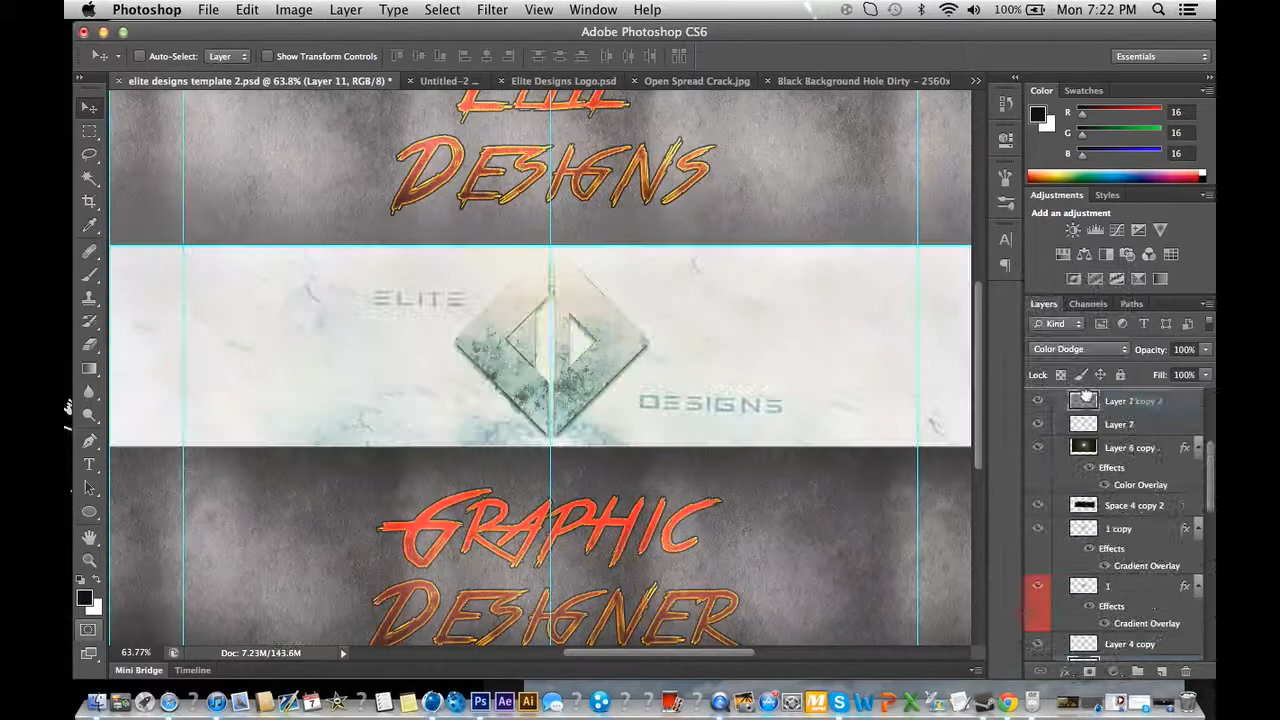 Photoshop File Edit Image Layer Type Select Filter View Window Help 100% Mon 7:22 PM
Adobe Photoshop CS6
Auto-Select: Layer Show Transform Controls Essentials
elite designs template 2.psd @ 63.8% (Layer 11, RGB/8) * Untitled-2 ... Elite Designs Logo.psd Open Spread Crack.jpg Black Background Hole Dirty - 2560x
Color Swatches
R 16
G 16
B 16
Adjustments Styles
Add an adjustment
Layers Channels Paths
Kind
Color Dodge Opacity: 100%
Lock: Fill: 100%
Layer 7 copy 2
Layer 7
Layer 6 copy fx
Effects
Color Overlay
Space 4 copy 2
1 copy fx
Effects
Gradient Overlay
1 fx
Effects
Gradient Overlay
Layer 4 copy
ELITE
DESIGNS
ELITE
DESIGNS
GRAPHIC
DESIGNER
63.77% Doc: 7.23M/143.6M
Mini Bridge Timeline